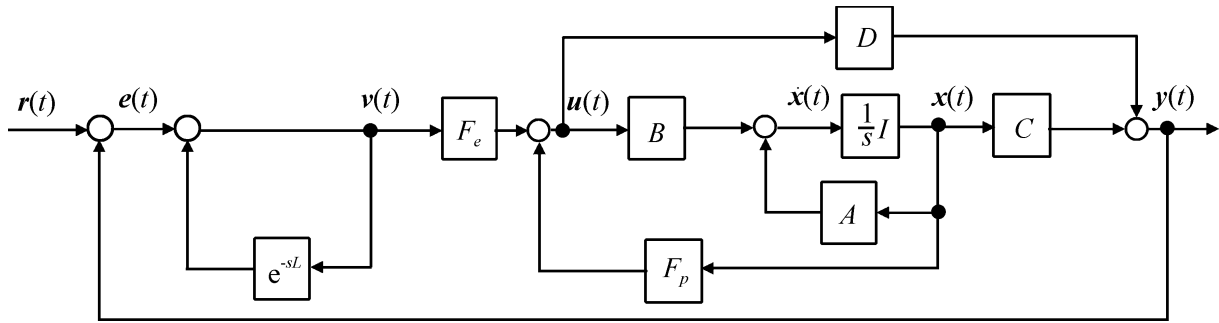 D
r(t) e(t) v(t) u(t) ẋ(t) x(t) y(t)
F_e B 1/s I C
A
e^{-sL} F_p